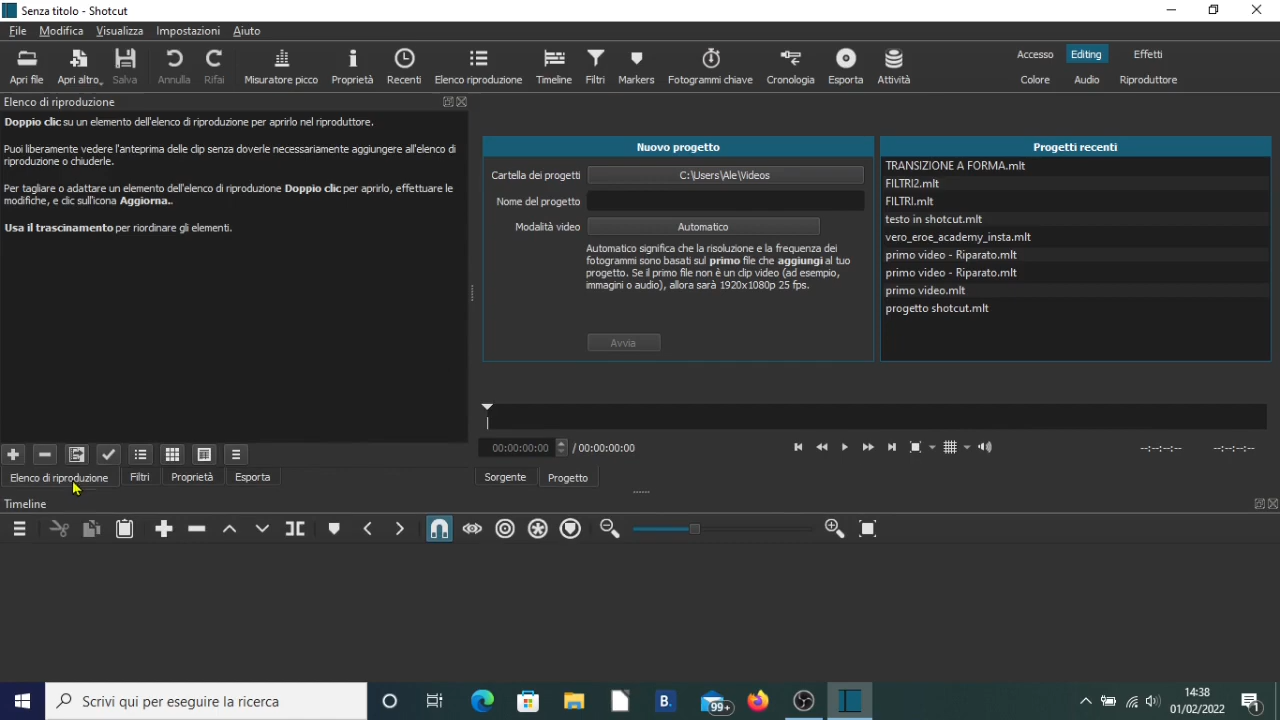 Senza titolo - Shotcut
File Modifica Visualizza Impostazioni Aiuto
Apri file Apri altro. Salva Annulla Rifai Misuratore picco Proprietà Recenti Elenco riproduzione Timeline Filtri Markers Fotogrammi chiave Cronologia Esporta Attività
Accesso Editing Effetti
Colore Audio Riproduttore
Elenco di riproduzione
Doppio clic su un elemento dell'elenco di riproduzione per aprirlo nel riproduttore.
Puoi liberamente vedere l'anteprima delle clip senza doverle necessariamente aggiungere all'elenco di
riproduzione o chiuderle.
Per tagliare o adattare un elemento dell'elenco di riproduzione Doppio clic per aprirlo, effettuare le
modifiche, e clic sull'icona Aggiorna..
Usa il trascinamento per riordinare gli elementi.
Elenco di riproduzione Filtri Proprietà Esporta
Nuovo progetto
Cartella dei progetti C:\Users\Ale\Videos
Nome del progetto
Modalità video Automatico
Automatico significa che la risoluzione e la frequenza dei
fotogrammi sono basati sul primo file che aggiungi al tuo
progetto. Se il primo file non è un clip video (ad esempio,
immagini o audio), allora sarà 1920x1080p 25 fps.
Avvia
Progetti recenti
TRANSIZIONE A FORMA.mlt
FILTRI2.mlt
FILTRI.mlt
testo in shotcut.mlt
vero_eroe_academy_insta.mlt
primo video - Riparato.mlt
primo video - Riparato.mlt
primo video.mlt
progetto shotcut.mlt
00:00:00:00 / 00:00:00:00 --:--:--:-- --:--:--:--
Sorgente Progetto
Timeline
Scrivi qui per eseguire la ricerca
B.
99+
14:38
01/02/2022
1